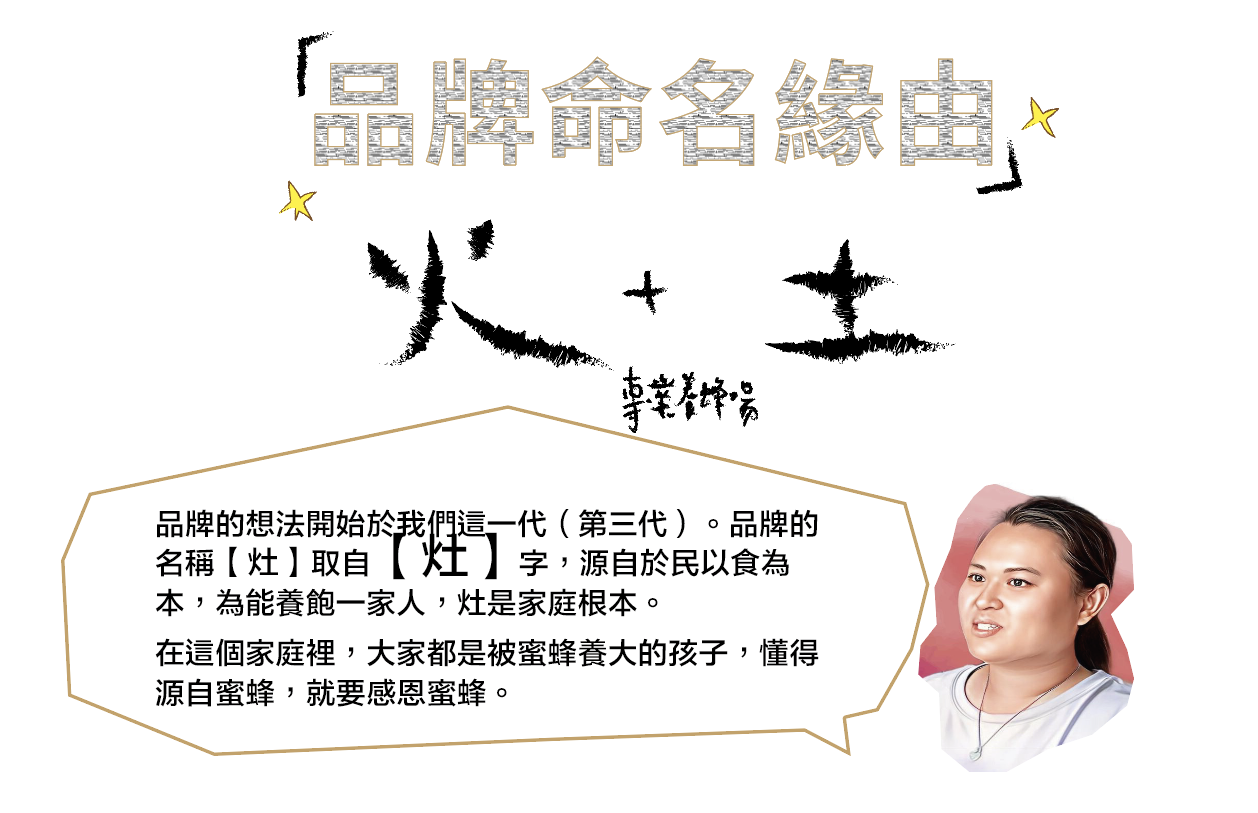 「品牌命名緣由」
火 + 土
專業養蜂場
品牌的想法開始於我們這一代（第三代）。品牌的
名稱【灶】取自【灶】字，源自於民以食為
本，為能養飽一家人，灶是家庭根本。
在這個家庭裡，大家都是被蜜蜂養大的孩子，懂得
源自蜜蜂，就要感恩蜜蜂。